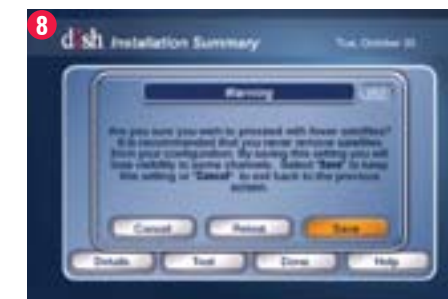 8
dish Installation Summary Tue, October
Warning
Are you sure you wish to proceed with fewer satellites?
It is recommended that you never remove satellites
from your configuration. By saving this setting you will
lose visibility to some channels. Select "Save" to keep
this setting or "Cancel" to exit back to the previous
screen.
Cancel Save
Details Test Done Help